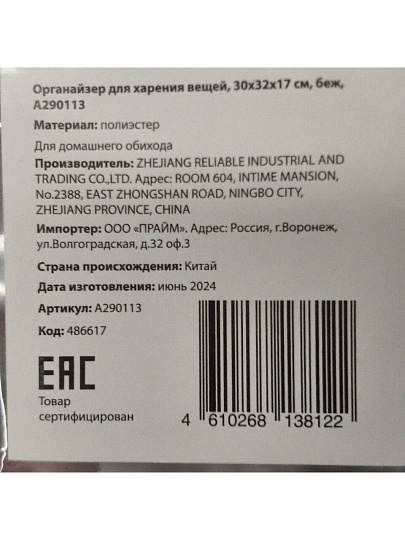 Органайзер для харения вещей, 30х32х17 см, беж,
А290113
Материал: полиэстер
Для домашнего обихода
Производитель: ZHEJIANG RELIABLE INDUSTRIAL AND
TRADING CO.,LTD. Адрес: ROOM 604, INTIME MANSION,
No.2388, EAST ZHONGSHAN ROAD, NINGBO CITY,
ZHEJIANG PROVINCE, CHINA
Импортер: ООО «ПРАЙМ». Адрес: Россия, г.Воронеж,
ул.Волгоградская, д.32 оф.3
Страна происхождения: Китай
Дата изготовления: июнь 2024
Артикул: А290113
Код: 486617
ЕАС
Товар
сертифицирован
4 610268 138122